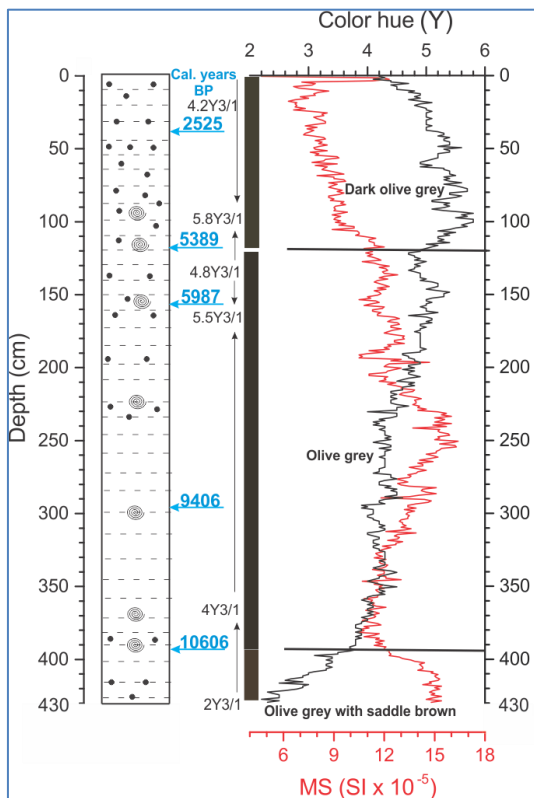 Color hue (Y)
2 3 4 5 6
Cal. years
BP
4.2Y3/1
2525
5.8Y3/1
5389
4.8Y3/1
5987
5.5Y3/1
9406
4Y3/1
10606
2Y3/1
Depth (cm)
0
50
100
150
200
250
300
350
400
430
Dark olive grey
Olive grey
Olive grey with saddle brown
0
50
100
150
200
250
300
350
400
430
6 9 12 15 18
MS (SI x 10⁻⁵)